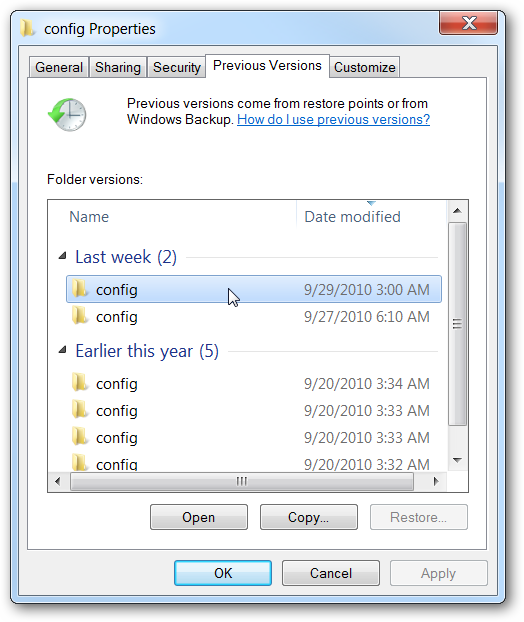 config Properties
General Sharing Security Previous Versions Customize
Previous versions come from restore points or from
Windows Backup. How do I use previous versions?
Folder versions:
Name Date modified
Last week (2)
config 9/29/2010 3:00 AM
config 9/27/2010 6:10 AM
Earlier this year (5)
config 9/20/2010 3:34 AM
config 9/20/2010 3:33 AM
config 9/20/2010 3:33 AM
config 9/20/2010 3:32 AM
Open Copy... Restore...
OK Cancel Apply